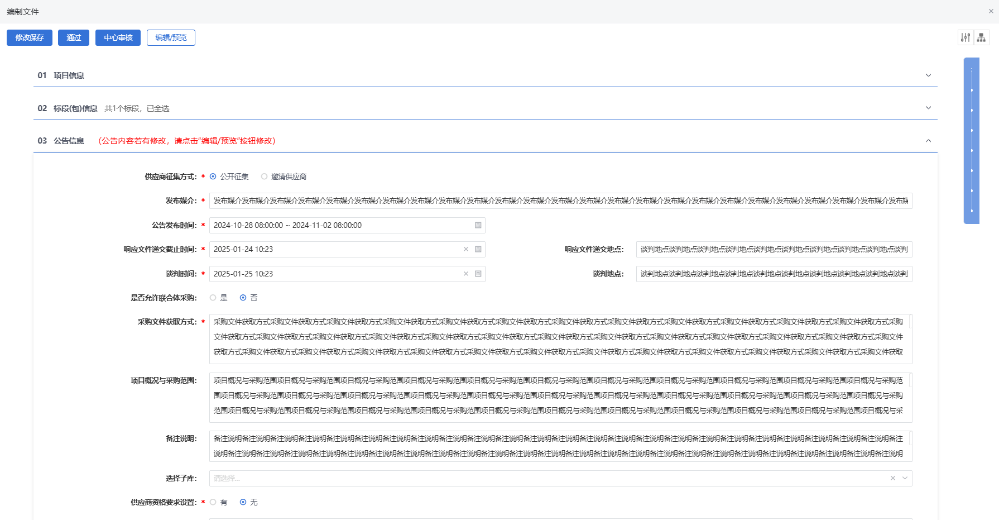 编制文件
修改保存 通过 中心审核 编辑/预览
01 项目信息
02 标段(包)信息 共1个标段，已全选
03 公告信息 （公告内容若有修改，请点击“编辑/预览”按钮修改）
供应商征集方式： * 公开征集 邀请供应商
发布媒介： * 发布媒介发布媒介发布媒介发布媒介发布媒介发布媒介发布媒介发布媒介发布媒介发布媒介发布媒介发布媒介发布媒介发布媒介发布媒介发布媒介发布媒介发布媒介发布媒介发布媒介发布媒介发布媒介发布媒介发布媒介发布媒
公告发布时间： * 2024-10-28 08:00:00 ~ 2024-11-02 08:00:00
响应文件递交截止时间： * 2025-01-24 10:23 响应文件递交地点： 谈判地点谈判地点谈判地点谈判地点谈判地点谈判地点谈判地点谈判地点谈判地点谈判
谈判时间： * 2025-01-25 10:23 谈判地点： 谈判地点谈判地点谈判地点谈判地点谈判地点谈判地点谈判地点谈判地点谈判地点谈判
是否允许联合体采购： 是 否
采购文件获取方式： * 采购文件获取方式采购文件获取方式采购文件获取方式采购文件获取方式采购文件获取方式采购文件获取方式采购文件获取方式采购文件获取方式采购文件获取方式采购文件获取方式采购文件获取方式采购文件获取方式采购
文件获取方式采购文件获取方式采购文件获取方式采购文件获取方式采购文件获取方式采购文件获取方式采购文件获取方式采购文件获取方式采购文件获取方式采购文件获取方式采购文件获取方式采购文件获取方式采购文件
获取方式采购文件获取方式采购文件获取方式采购文件获取方式采购文件获取方式采购文件获取方式采购文件获取方式采购文件获取方式采购文件获取方式采购文件获取方式采购文件获取方式采购文件获取方式采购文件获取
项目概况与采购范围： 项目概况与采购范围项目概况与采购范围项目概况与采购范围项目概况与采购范围项目概况与采购范围项目概况与采购范围项目概况与采购范围项目概况与采购范围项目概况与采购范围项目概况与采购范围项目概况与采购范
围项目概况与采购范围项目概况与采购范围项目概况与采购范围项目概况与采购范围项目概况与采购范围项目概况与采购范围项目概况与采购范围项目概况与采购范围项目概况与采购范围项目概况与采购范围项目概况与采购
范围项目概况与采购范围项目概况与采购范围项目概况与采购范围项目概况与采购范围项目概况与采购范围项目概况与采购范围项目概况与采购范围项目概况与采购范围项目概况与采购范围项目概况与采购范围项目概况与采
备注说明： 备注说明备注说明备注说明备注说明备注说明备注说明备注说明备注说明备注说明备注说明备注说明备注说明备注说明备注说明备注说明备注说明备注说明备注说明备注说明备注说明备注说明备注说明备注说明备注说明备注
说明备注说明备注说明备注说明备注说明备注说明备注说明备注说明备注说明备注说明备注说明备注说明备注说明备注说明备注说明备注说明备注说明备注说明备注说明备注说明备注说明备注说明备注说明备注说明备注说明
选择子库： 请选择...
供应商资格要求设置： * 有 无